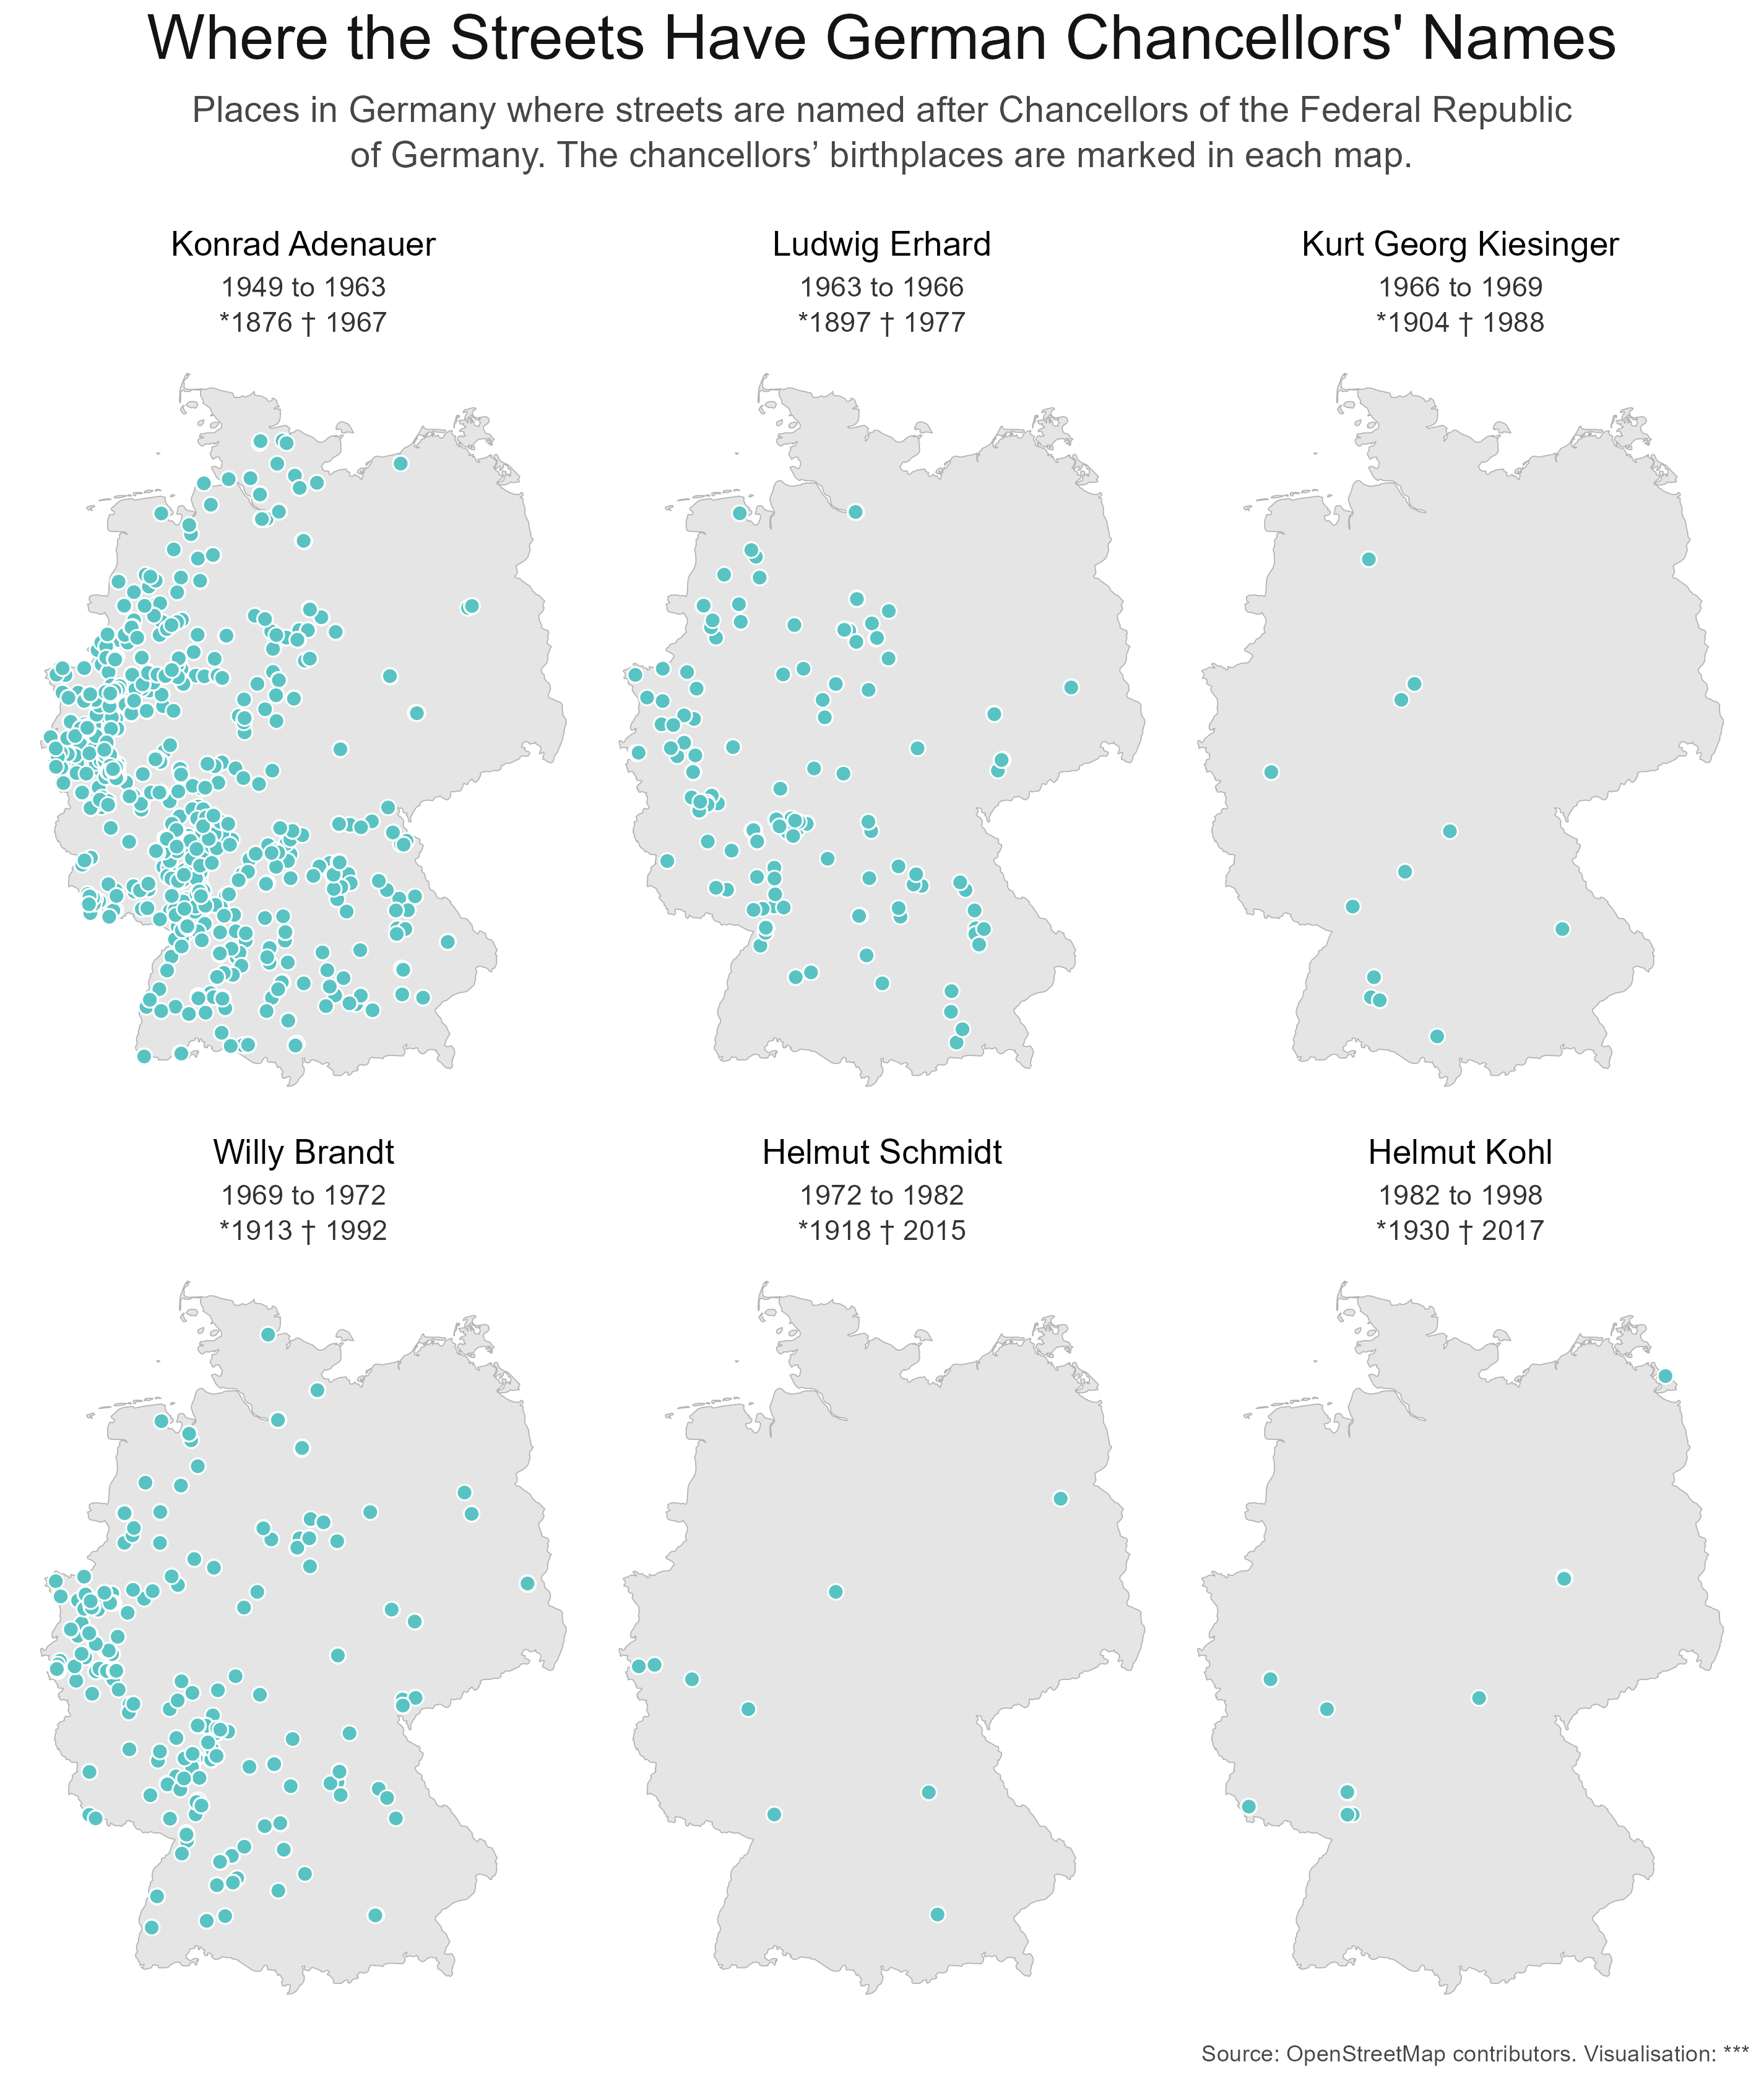 Where the Streets Have German Chancellors' Names
Places in Germany where streets are named after Chancellors of the Federal Republic
of Germany. The chancellors’ birthplaces are marked in each map.
Konrad Adenauer
1949 to 1963
*1876 † 1967
Ludwig Erhard
1963 to 1966
*1897 † 1977
Kurt Georg Kiesinger
1966 to 1969
*1904 † 1988
Willy Brandt
1969 to 1972
*1913 † 1992
Helmut Schmidt
1972 to 1982
*1918 † 2015
Helmut Kohl
1982 to 1998
*1930 † 2017
Source: OpenStreetMap contributors. Visualisation: ***